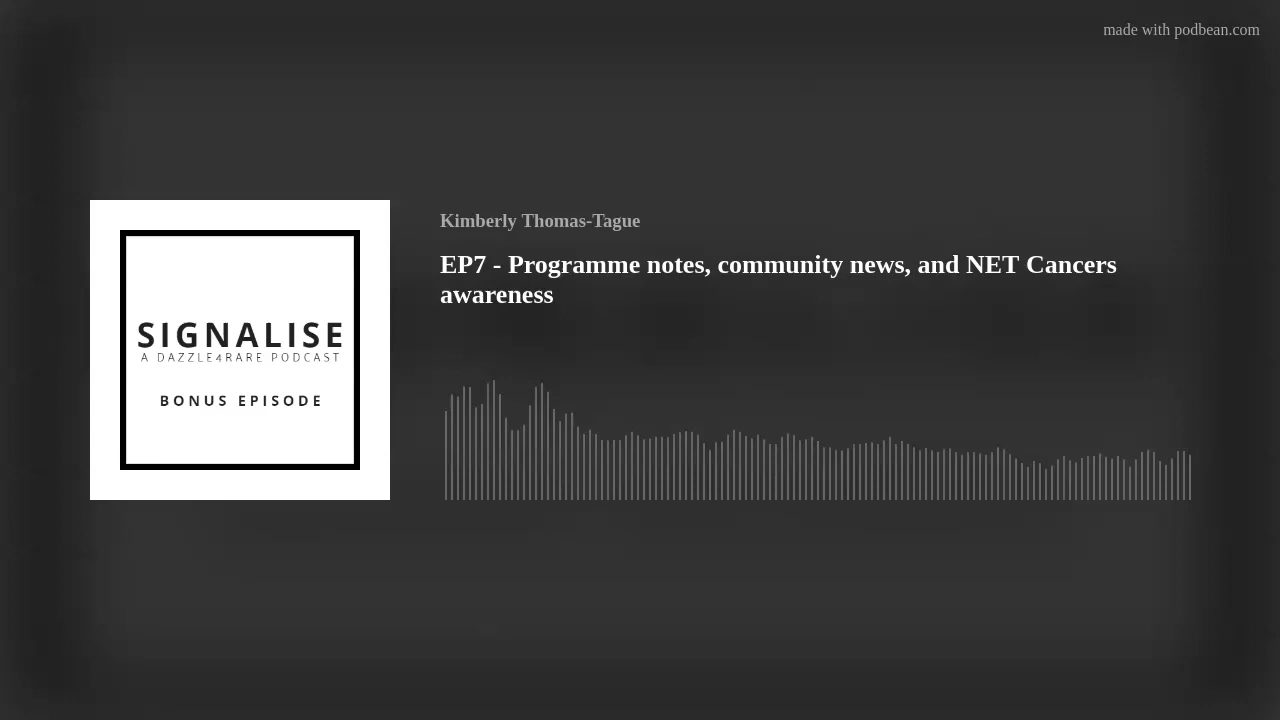 made with podbean.com
Kimberly Thomas-Tague
EP7 - Programme notes, community news, and NET Cancers
awareness
SIGNALISE
A DAZZLE4RARE PODCAST
BONUS EPISODE